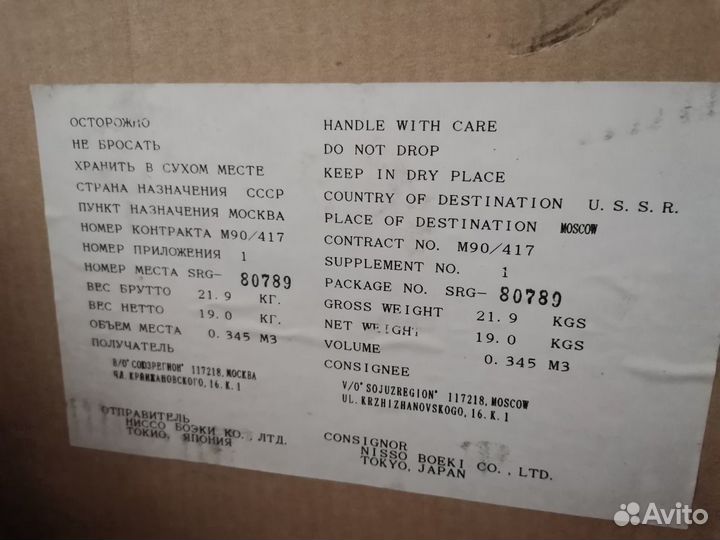 ОСТОРОЖНО
НЕ БРОСАТЬ
ХРАНИТЬ В СУХОМ МЕСТЕ
СТРАНА НАЗНАЧЕНИЯ СССР
ПУНКТ НАЗНАЧЕНИЯ МОСКВА
НОМЕР КОНТРАКТА М90/417
НОМЕР ПРИЛОЖЕНИЯ 1
НОМЕР МЕСТА SRG- 80789
ВЕС БРУТТО 21.9 КГ.
ВЕС НЕТТО 19.0 КГ.
ОБЪЕМ МЕСТА 0.345 М3
ПОЛУЧАТЕЛЬ
В/О" СОЮЗРЕГИОН" 117218, МОСКВА
УЛ. КРЖИЖАНОВСКОГО, 16. К. 1
ОТПРАВИТЕЛЬ
НИССО БОЭКИ КО., ЛТД.
ТОКИО, ЯПОНИЯ
HANDLE WITH CARE
DO NOT DROP
KEEP IN DRY PLACE
COUNTRY OF DESTINATION U. S. S. R.
PLACE OF DESTINATION MOSCOW
CONTRACT NO. M90/417
SUPPLEMENT NO. 1
PACKAGE NO. SRG- 80789
GROSS WEIGHT 21.9 KGS
NET WEIGHT 19.0 KGS
VOLUME 0.345 M3
CONSIGNEE
V/O" SOJUZREGION" 117218, MOSCOW
UL. KRZHIZHANOVSKOGO, 16. K. 1
CONSIGNOR
NISSO BOEKI CO., LTD.
TOKYO, JAPAN
Avito